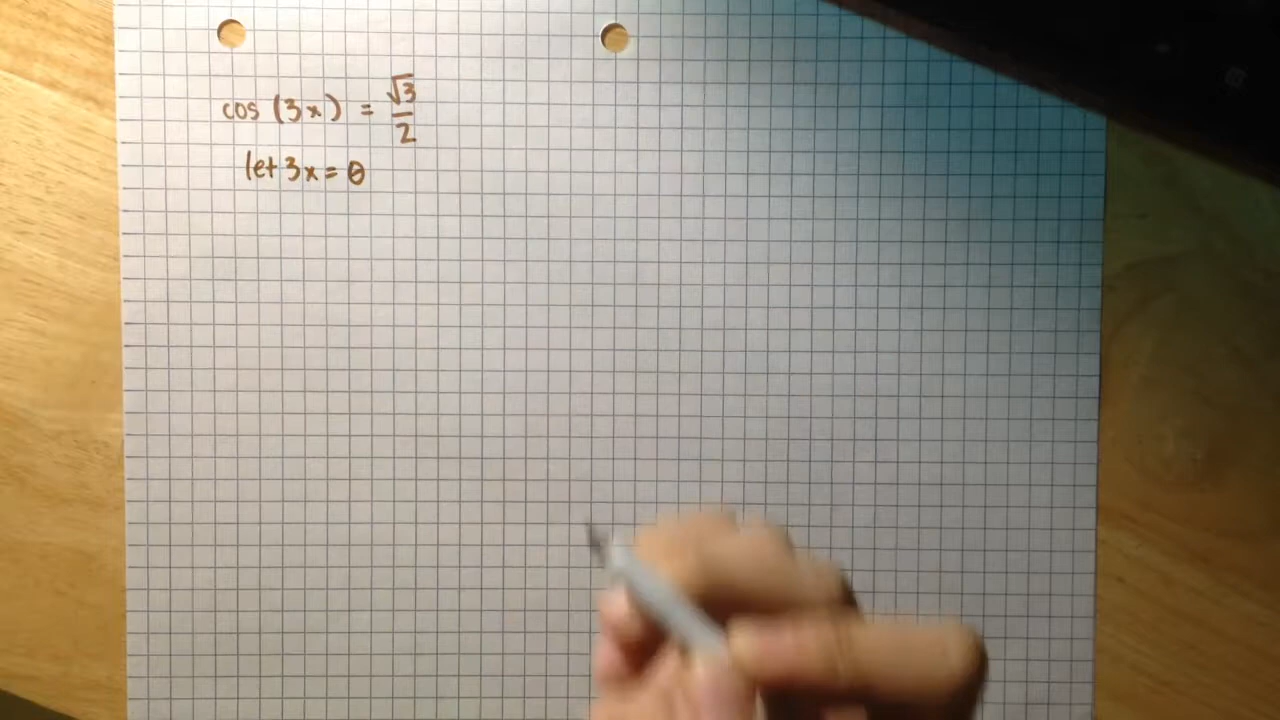 cos (3x) = √3/2
let 3x = θ